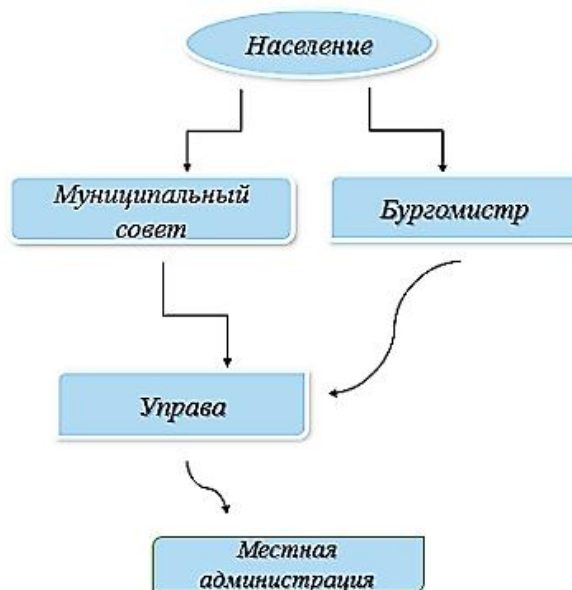 Население
Муниципальный
совет
Бургомистр
Управа
Местная
администрация